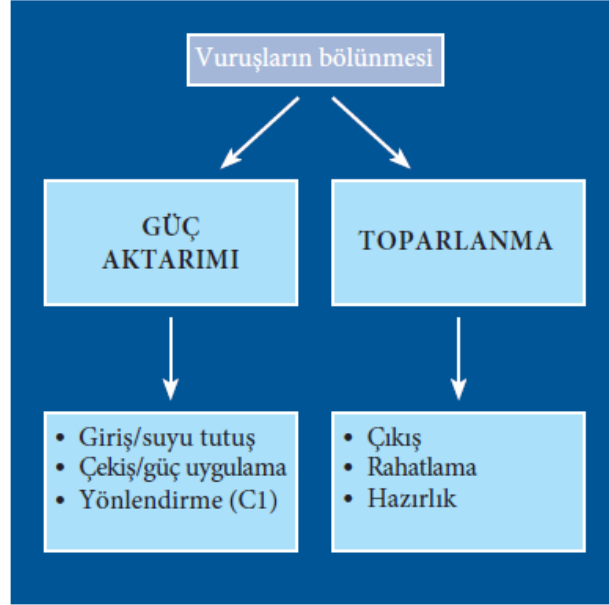 Vuruşların bölünmesi
GÜÇ
AKTARIMI
TOPARLANMA
• Giriş/suyu tutuş
• Çekiş/güç uygulama
• Yönlendirme (C1)
• Çıkış
• Rahatlama
• Hazırlık